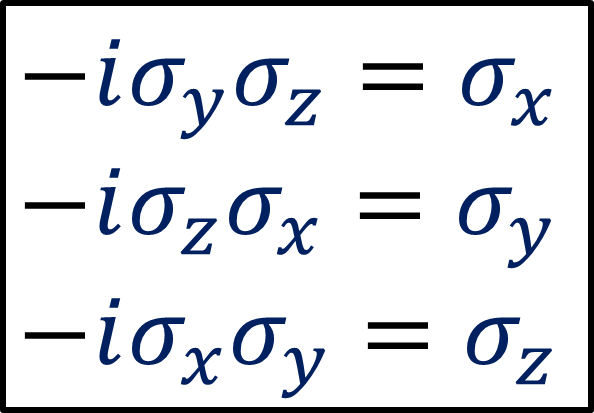 −iσ_yσ_z = σ_x
−iσ_zσ_x = σ_y
−iσ_xσ_y = σ_z